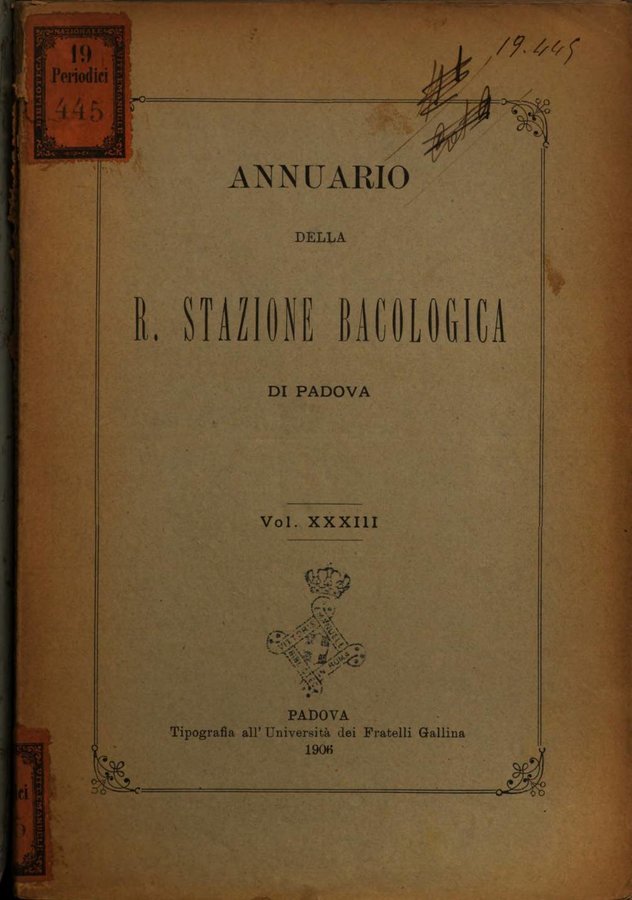 19
Periodici
445
19.445
ANNUARIO
DELLA
R. STAZIONE BACOLOGICA
DI PADOVA
Vol. XXXIII
PADOVA
Tipografia all' Università dei Fratelli Gallina
1906